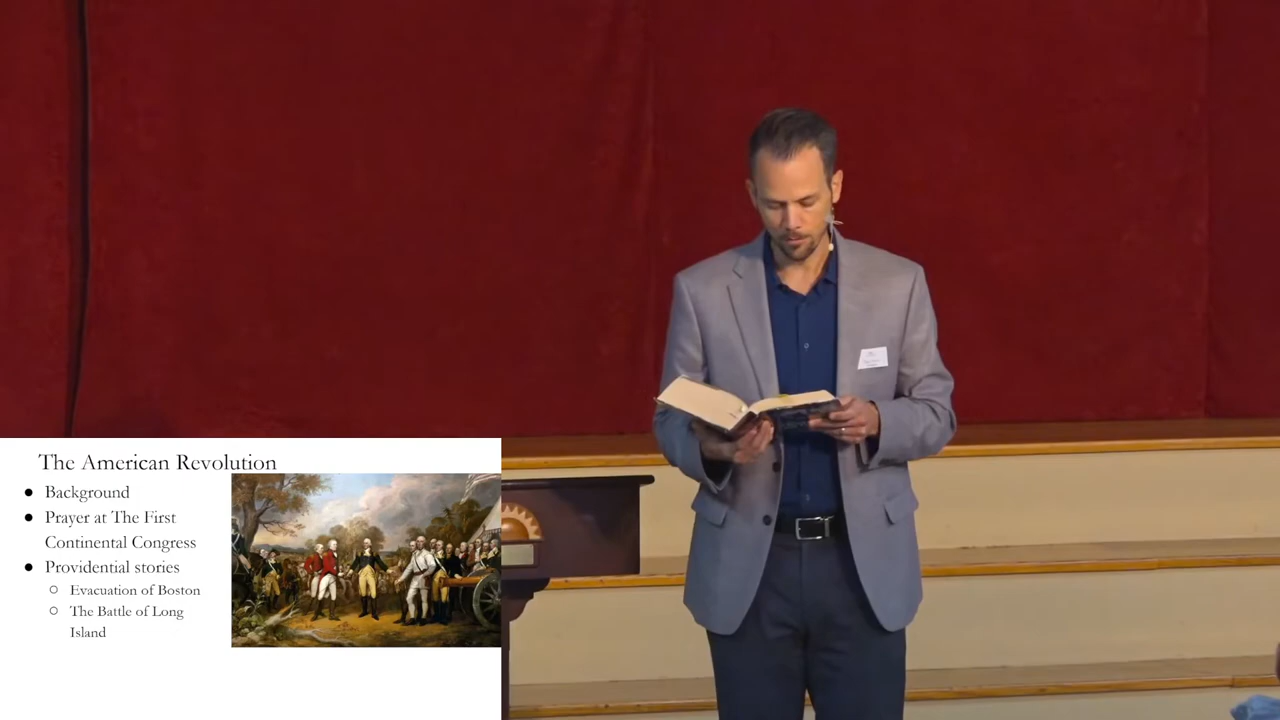 The American Revolution
● Background
● Prayer at The First
Continental Congress
● Providential stories
○ Evacuation of Boston
○ The Battle of Long
Island